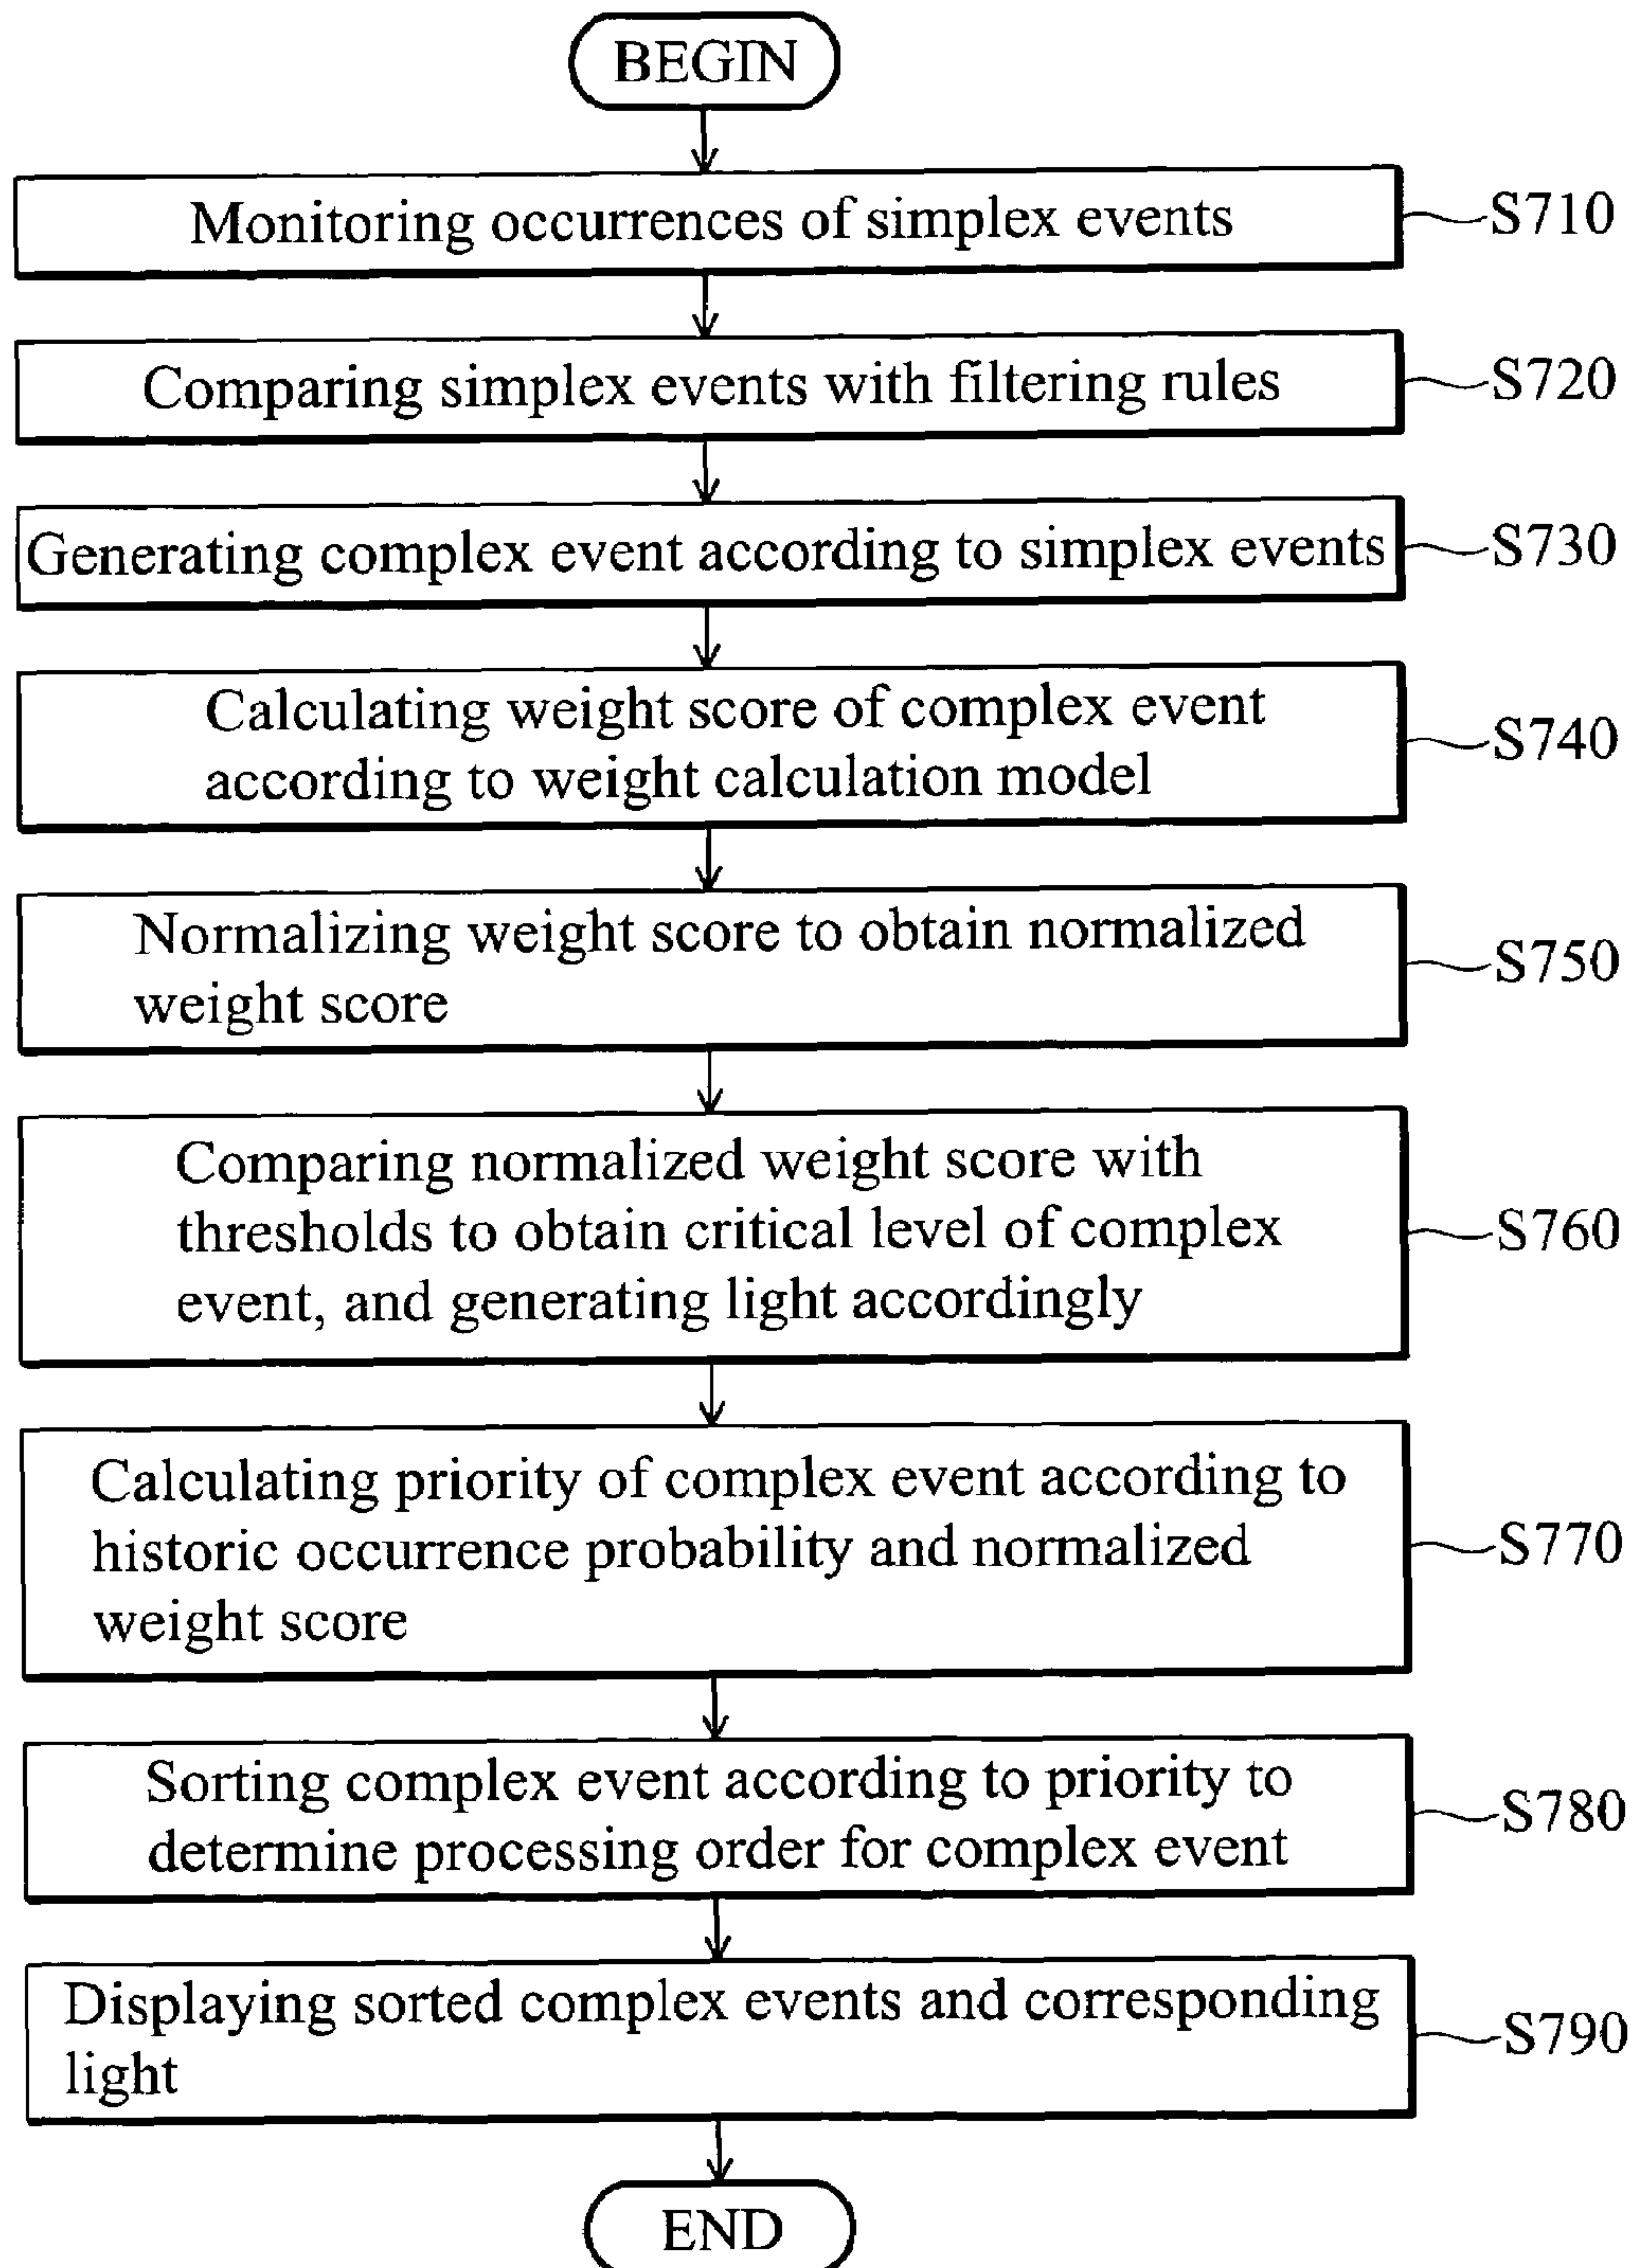 BEGIN
Monitoring occurrences of simplex events
S710
Comparing simplex events with filtering rules
S720
Generating complex event according to simplex events
S730
Calculating weight score of complex event
according to weight calculation model
S740
Normalizing weight score to obtain normalized
weight score
S750
Comparing normalized weight score with
thresholds to obtain critical level of complex
event, and generating light accordingly
S760
Calculating priority of complex event according to
historic occurrence probability and normalized
weight score
S770
Sorting complex event according to priority to
determine processing order for complex event
S780
Displaying sorted complex events and corresponding
light
S790
END